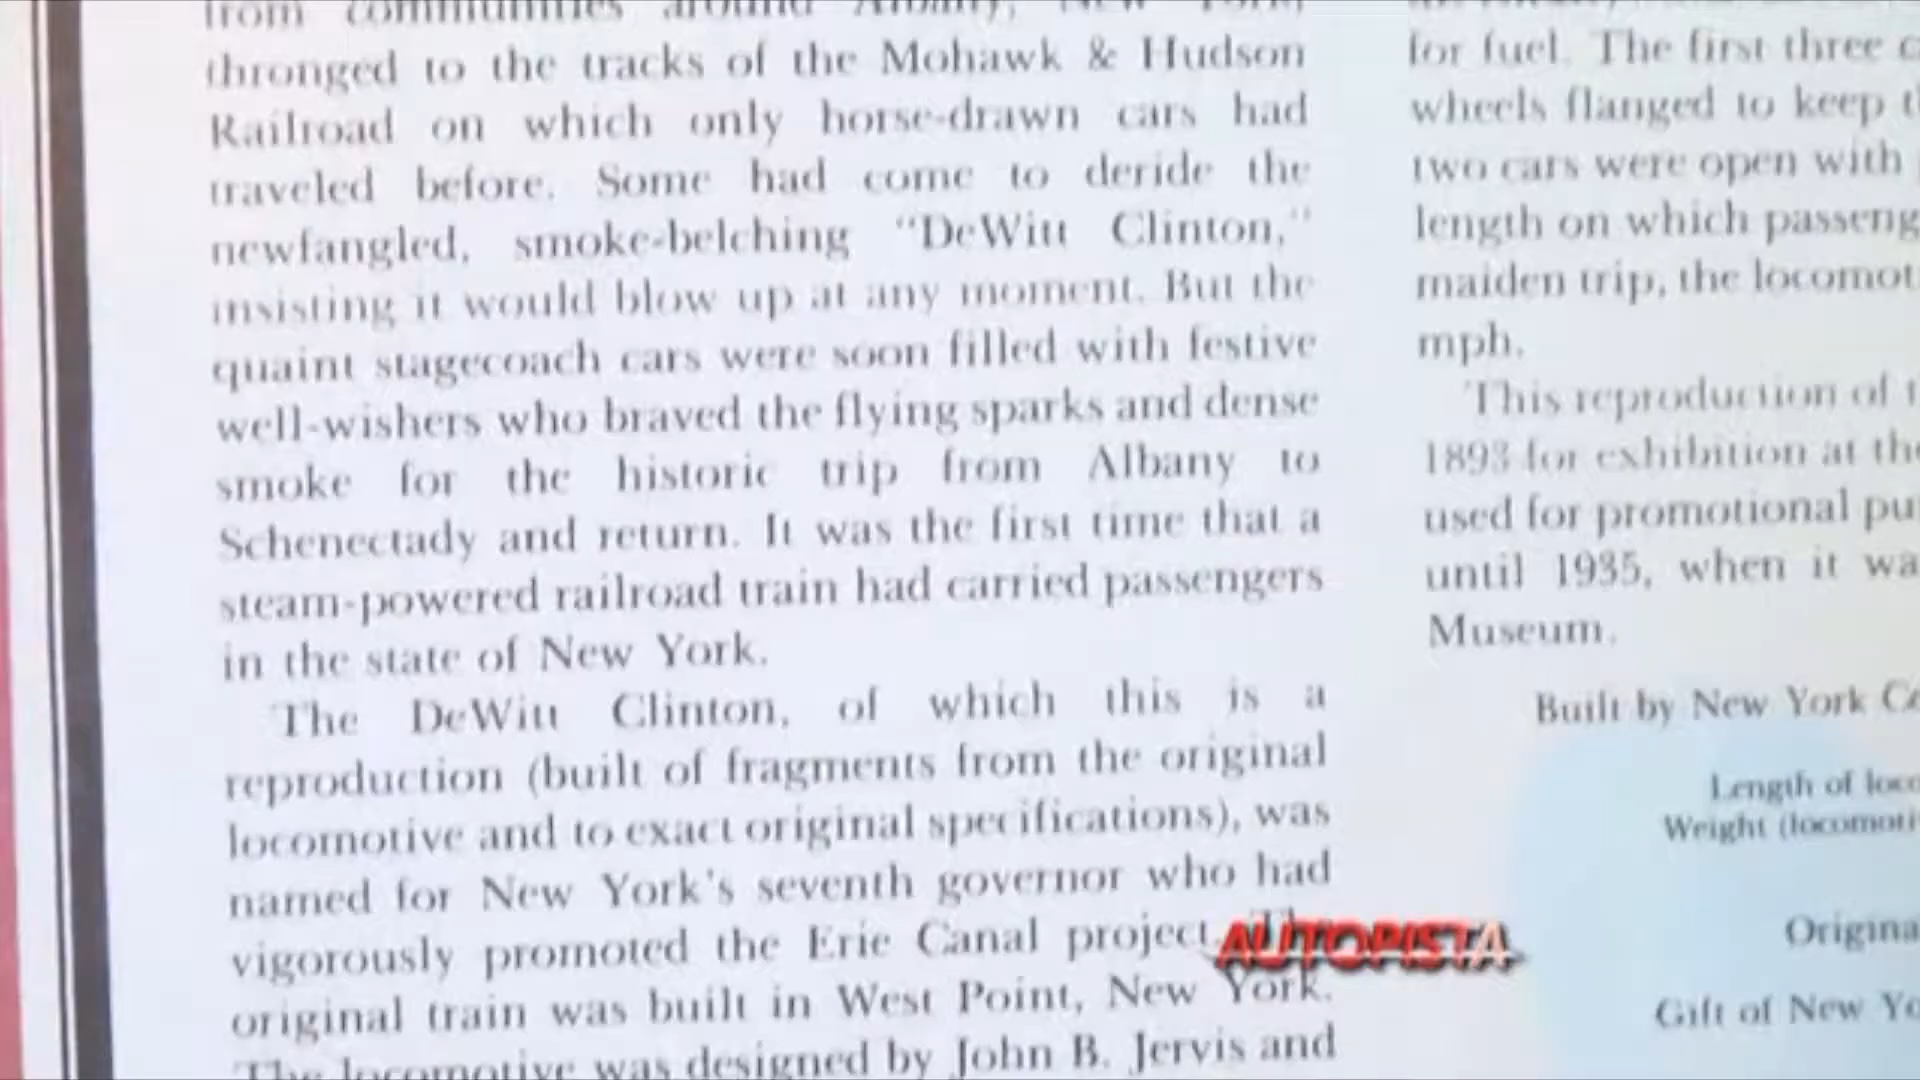 from communities around Albany, New York,
thronged to the tracks of the Mohawk & Hudson
Railroad on which only horse-drawn cars had
traveled before. Some had come to deride the
newfangled, smoke-belching "DeWitt Clinton,"
insisting it would blow up at any moment. But the
quaint stagecoach cars were soon filled with festive
well-wishers who braved the flying sparks and dense
smoke for the historic trip from Albany to
Schenectady and return. It was the first time that a
steam-powered railroad train had carried passengers
in the state of New York.
The DeWitt Clinton, of which this is a
reproduction (built of fragments from the original
locomotive and to exact original specifications), was
named for New York's seventh governor who had
vigorously promoted the Erie Canal project. The
original train was built in West Point, New York.
The locomotive was designed by John B. Jervis and
for fuel. The first three c
wheels flanged to keep t
two cars were open with
length on which passeng
maiden trip, the locomot
mph.
This reproduction of t
1893 for exhibition at the
used for promotional pu
until 1935, when it wa
Museum.
Built by New York Ce
Length of loco
Weight (locomoti
Origina
Gift of New Yo
AUTOPISTA